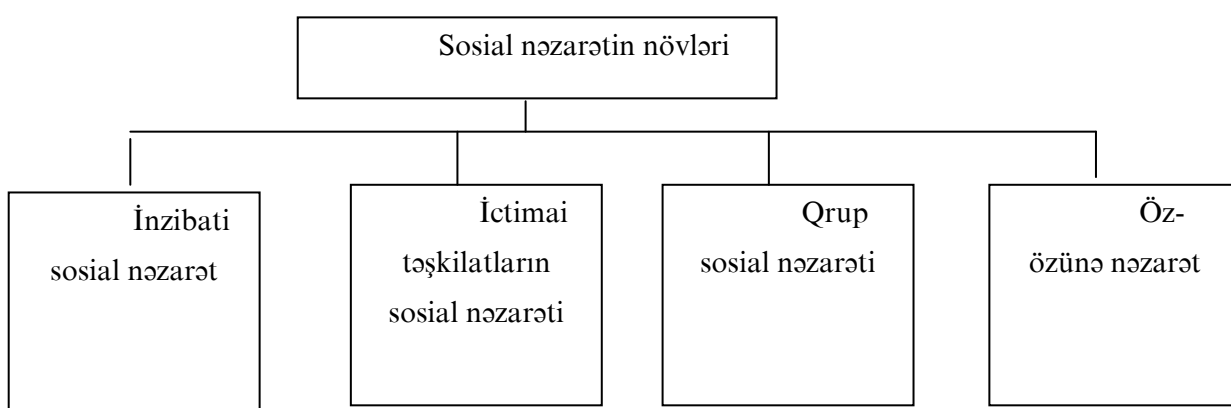 Sosial nəzarətin növləri
İnzibati
sosial nəzarət
İctimai
təşkilatların
sosial nəzarəti
Qrup
sosial nəzarəti
Öz-
özünə nəzarət